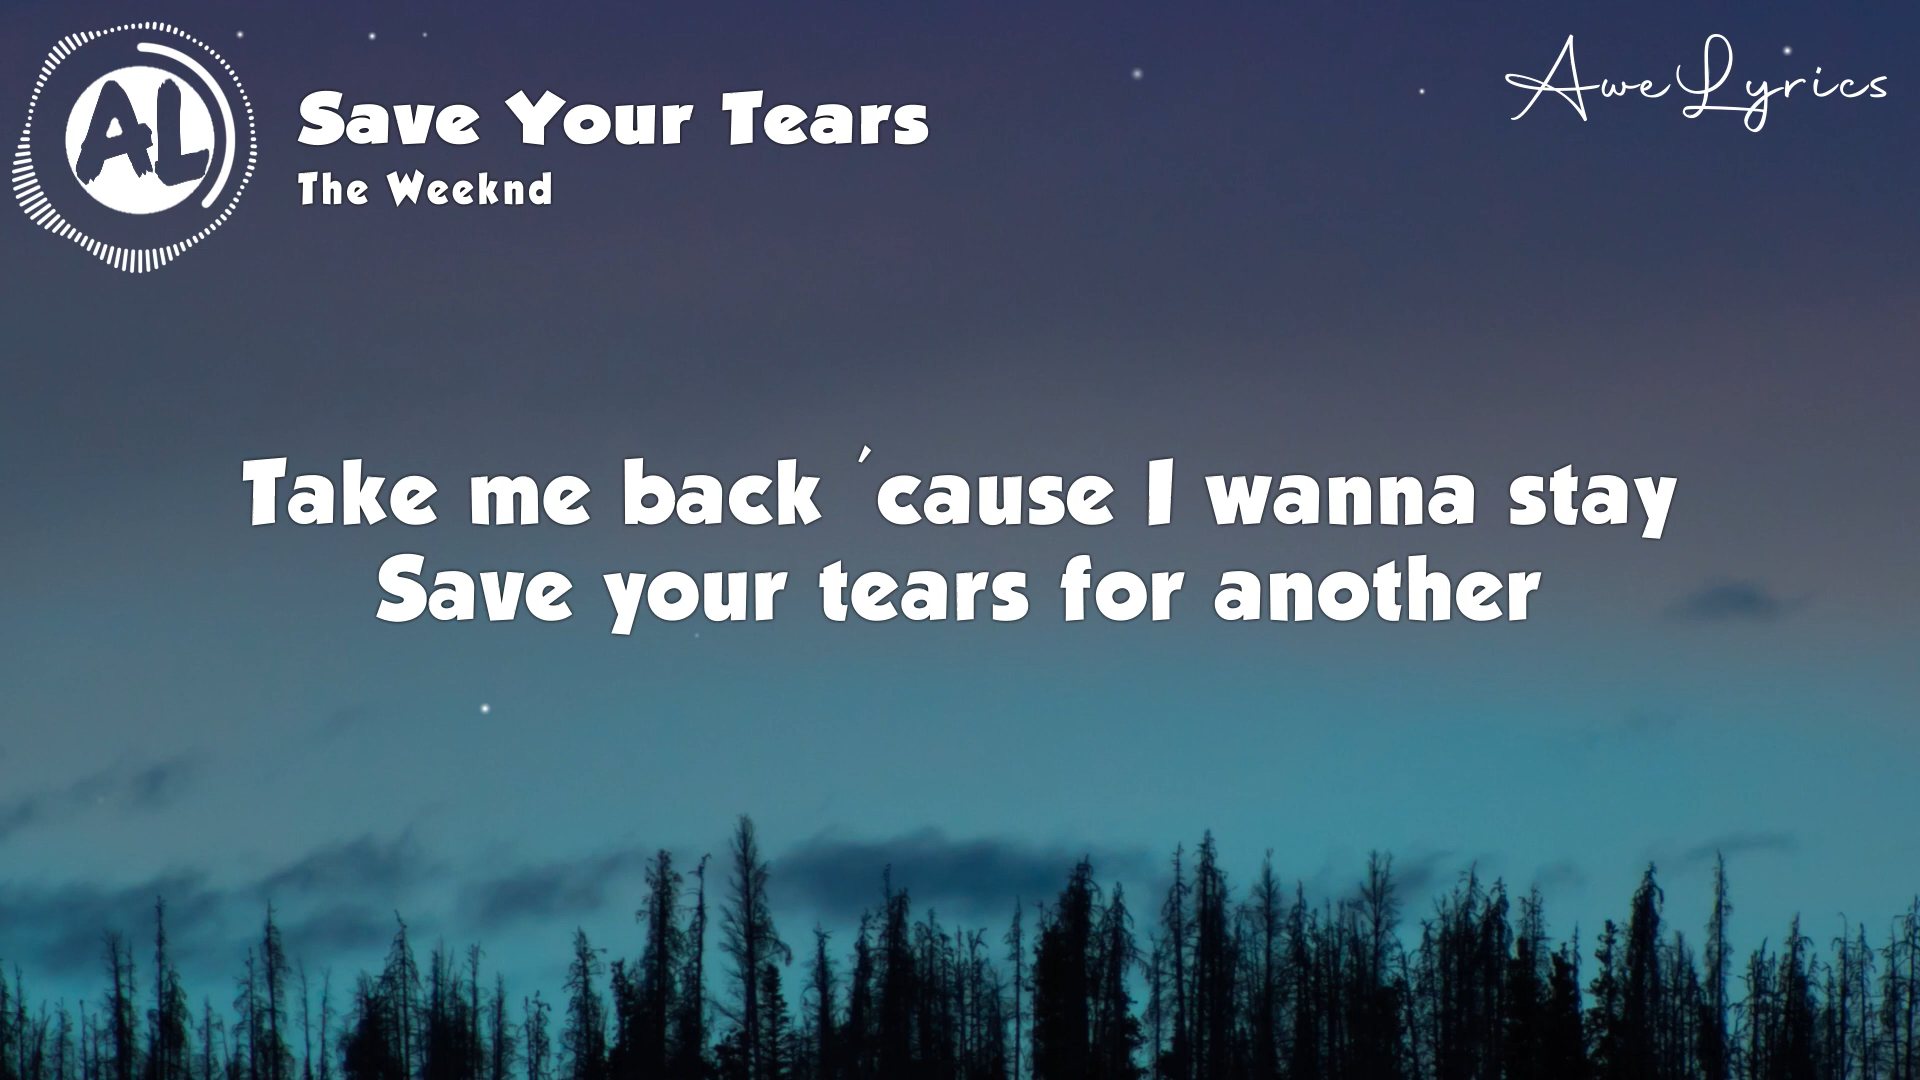 AL
Save Your Tears
The Weeknd
AweLyrics
Take me back 'cause I wanna stay
Save your tears for another